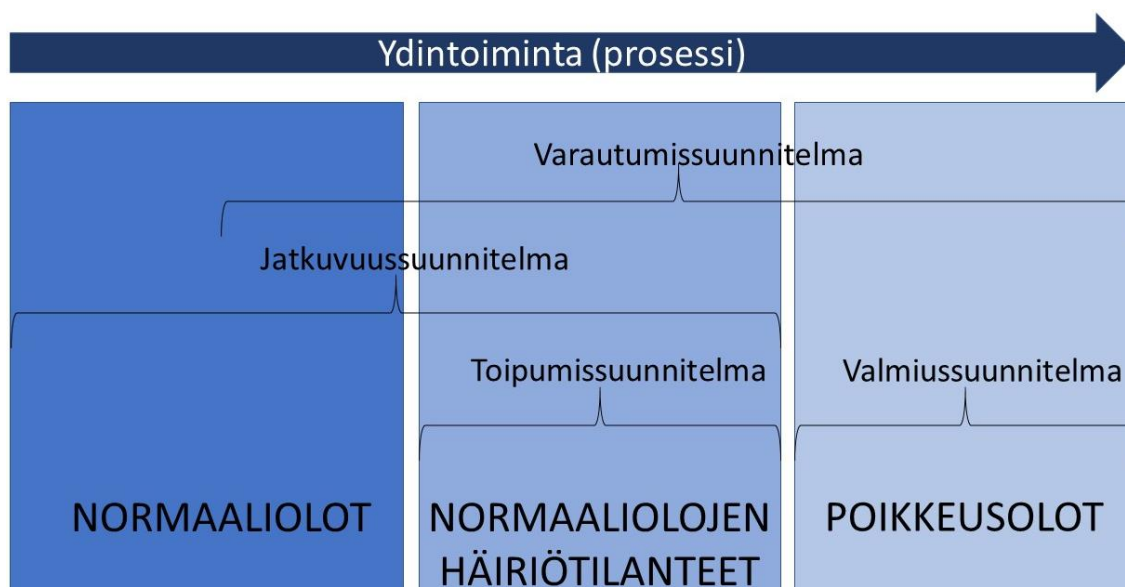 Ydintoiminta (prosessi)
Varautumissuunnitelma
Jatkuvuussuunnitelma
Toipumissuunnitelma
Valmiussuunnitelma
NORMAALIOLOT
NORMAALIOLOJEN
HÄIRIÖTILANTEET
POIKKEUSOLOT